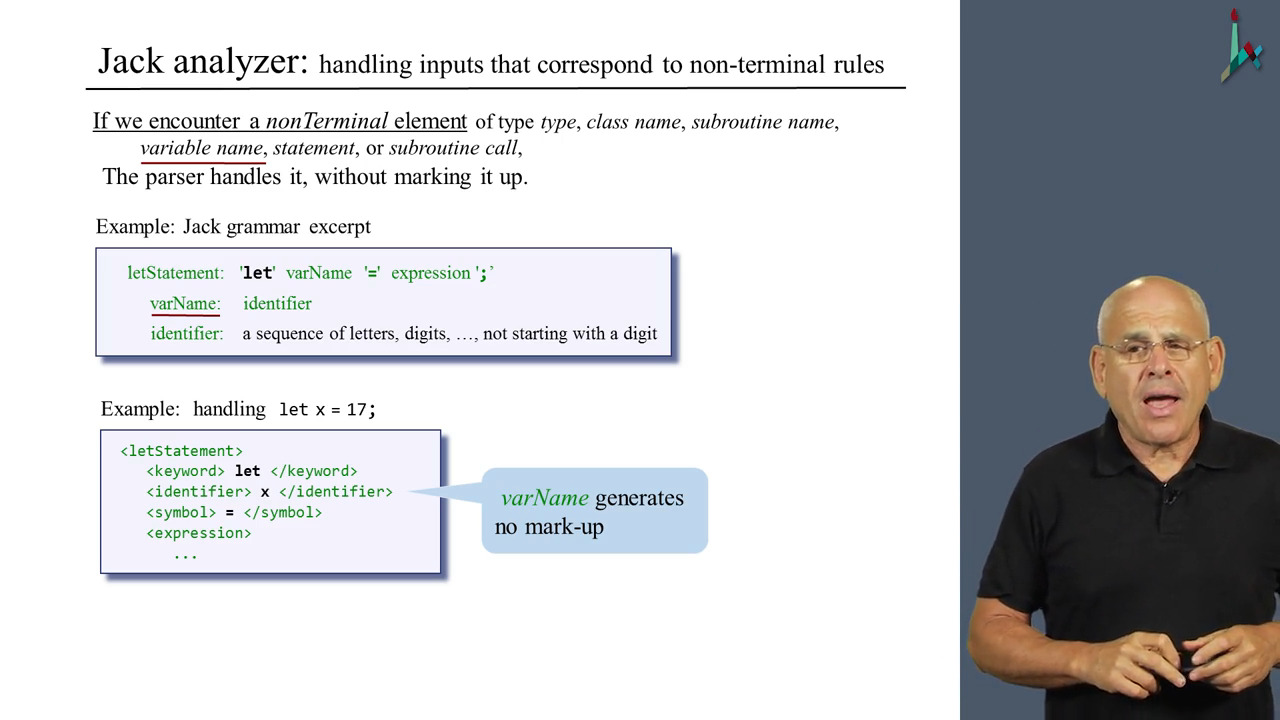 Jack analyzer: handling inputs that correspond to non-terminal rules
If we encounter a nonTerminal element of type type, class name, subroutine name,
variable name, statement, or subroutine call,
The parser handles it, without marking it up.
Example: Jack grammar excerpt
letStatement: 'let' varName '=' expression ';’
varName: identifier
identifier: a sequence of letters, digits, …, not starting with a digit
Example: handling let x = 17;
<letStatement>
<keyword> let </keyword>
<identifier> x </identifier>
<symbol> = </symbol>
<expression>
...
varName generates
no mark-up